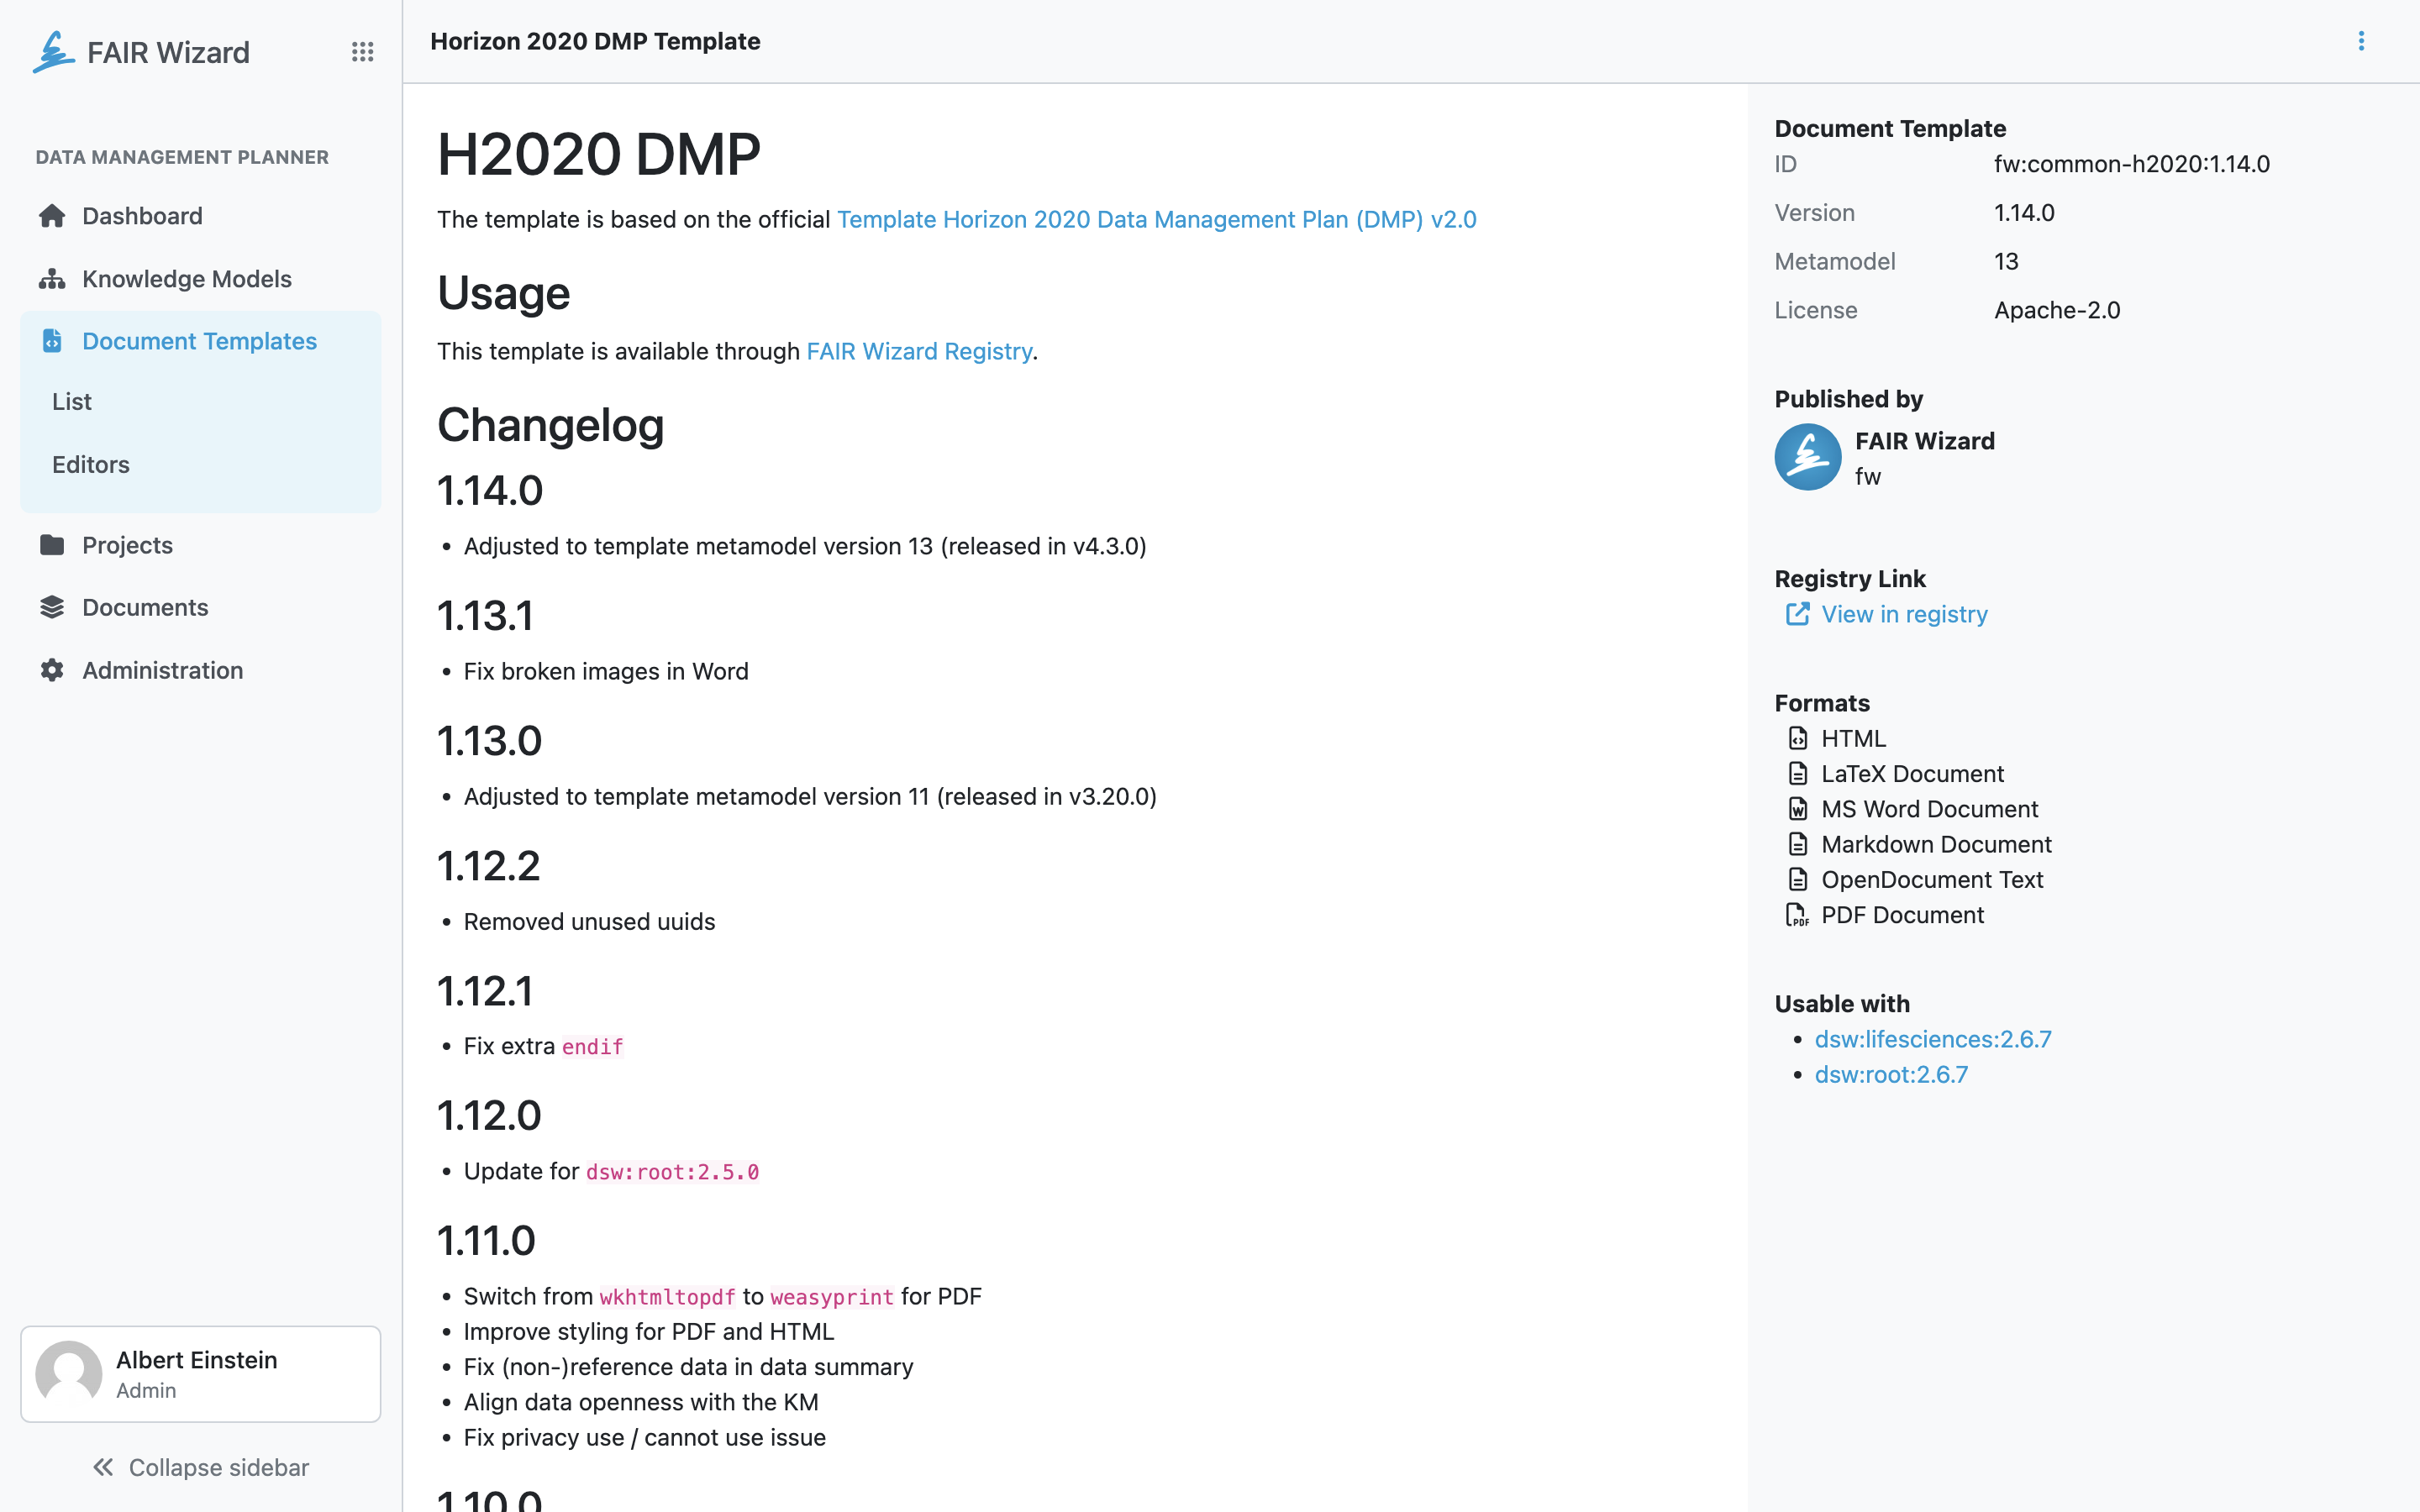 FAIR Wizard
DATA MANAGEMENT PLANNER
Dashboard
Knowledge Models
Document Templates
List
Editors
Projects
Documents
Administration
Albert Einstein
Admin
Collapse sidebar
Horizon 2020 DMP Template
H2020 DMP
The template is based on the official Template Horizon 2020 Data Management Plan (DMP) v2.0
Usage
This template is available through FAIR Wizard Registry.
Changelog
1.14.0
• Adjusted to template metamodel version 13 (released in v4.3.0)
1.13.1
• Fix broken images in Word
1.13.0
• Adjusted to template metamodel version 11 (released in v3.20.0)
1.12.2
• Removed unused uuids
1.12.1
• Fix extra endif
1.12.0
• Update for dsw:root:2.5.0
1.11.0
• Switch from wkhtmltopdf to weasyprint for PDF
• Improve styling for PDF and HTML
• Fix (non-)reference data in data summary
• Align data openness with the KM
• Fix privacy use / cannot use issue
1.10.0
Document Template
ID fw:common-h2020:1.14.0
Version 1.14.0
Metamodel 13
License Apache-2.0
Published by
FAIR Wizard
fw
Registry Link
View in registry
Formats
HTML
LaTeX Document
MS Word Document
Markdown Document
OpenDocument Text
PDF Document
Usable with
• dsw:lifesciences:2.6.7
• dsw:root:2.6.7